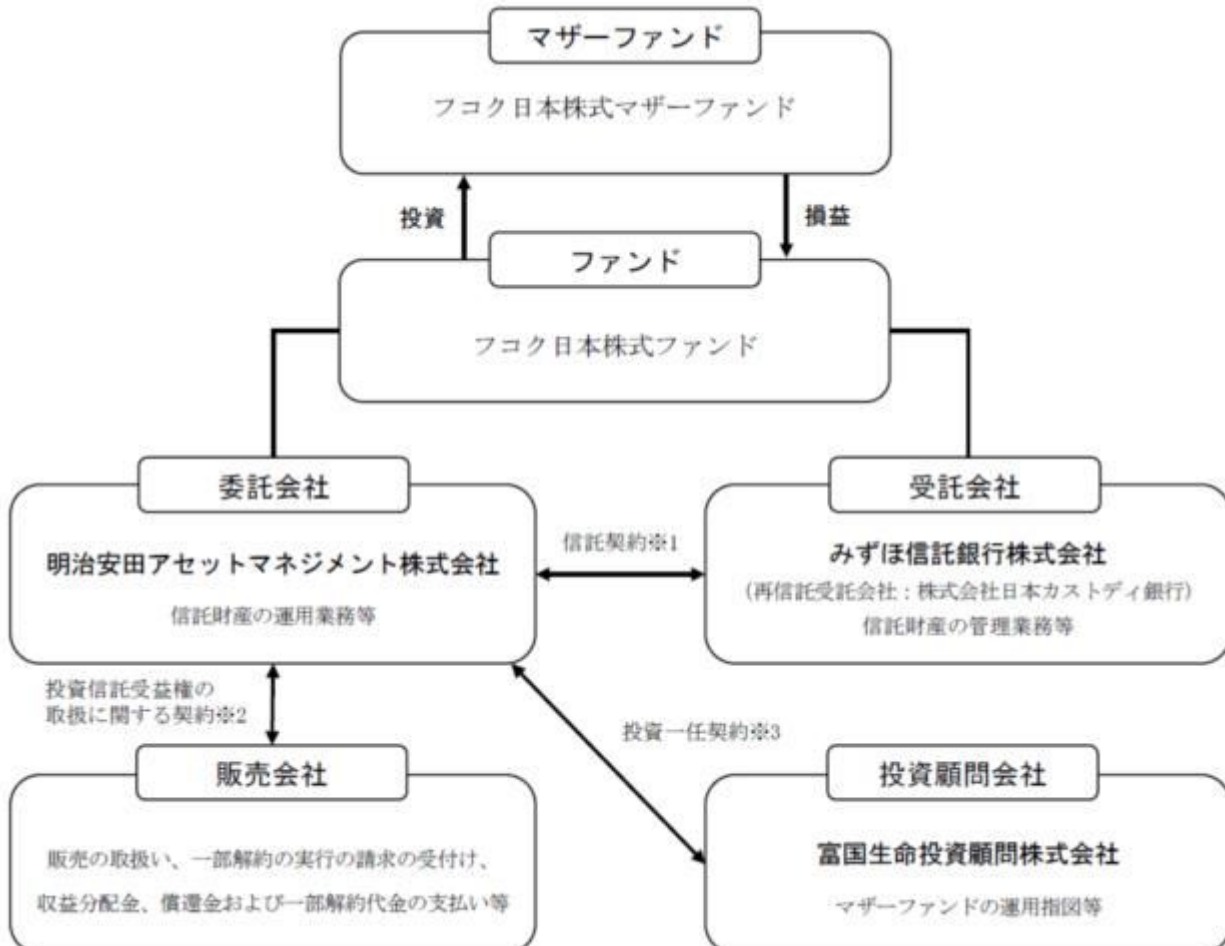 マザーファンド
フコク日本株式マザーファンド
投資
損益
ファンド
フコク日本株式ファンド
委託会社
明治安田アセットマネジメント株式会社
信託財産の運用業務等
信託契約※1
受託会社
みずほ信託銀行株式会社
(再信託受託会社：株式会社日本カストディ銀行)
信託財産の管理業務等
投資信託受益権の
取扱に関する契約※2
投資一任契約※3
販売会社
販売の取扱い、一部解約の実行の請求の受付け、
収益分配金、償還金および一部解約代金の支払い等
投資顧問会社
富国生命投資顧問株式会社
マザーファンドの運用指図等